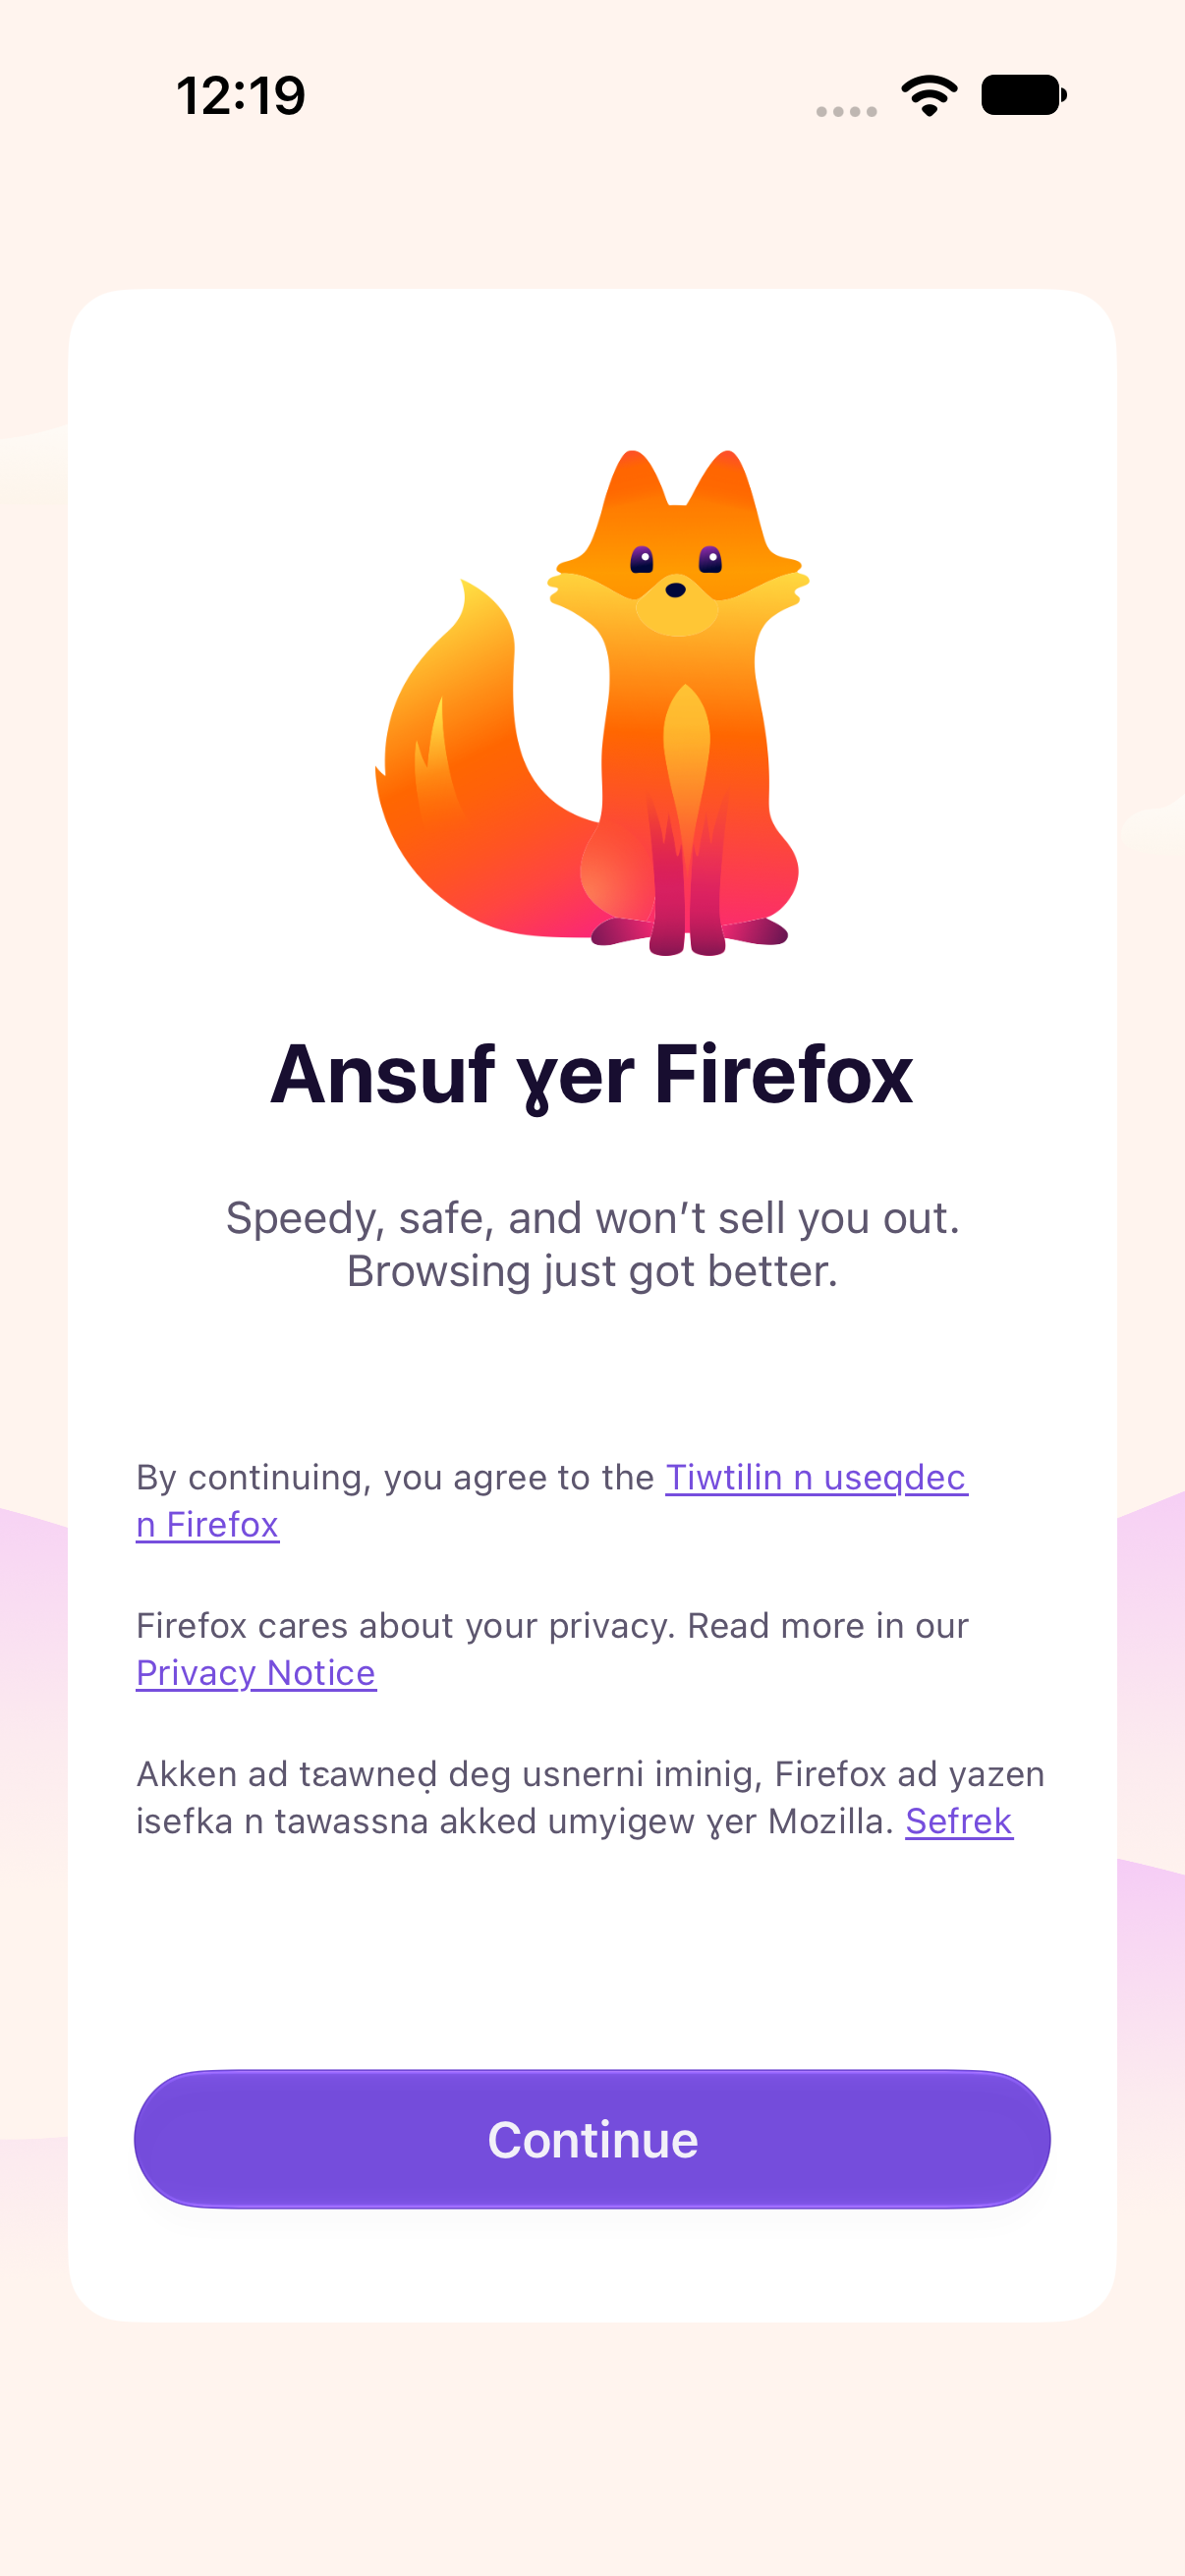 12:19
Ansuf ɣer Firefox
Speedy, safe, and won’t sell you out.
Browsing just got better.
By continuing, you agree to the Tiwtilin n useqdec
n Firefox
Firefox cares about your privacy. Read more in our
Privacy Notice
Akken ad tɛawneḍ deg usnerni iminig, Firefox ad yazen
isefka n tawassna akked umyigew ɣer Mozilla. Sefrek
Continue